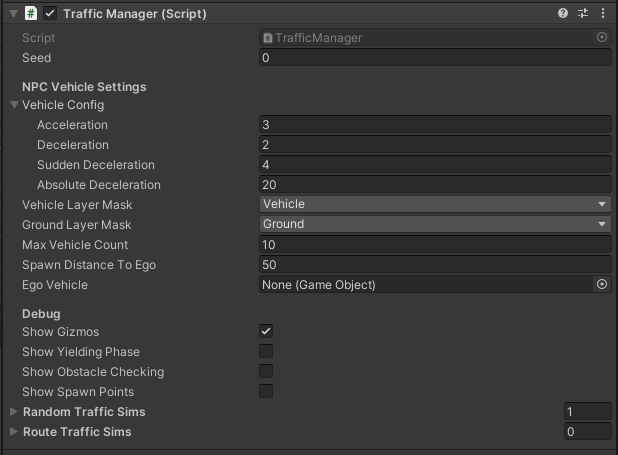 Traffic Manager (Script)
Script TrafficManager
Seed 0
NPC Vehicle Settings
Vehicle Config
Acceleration 3
Deceleration 2
Sudden Deceleration 4
Absolute Deceleration 20
Vehicle Layer Mask Vehicle
Ground Layer Mask Ground
Max Vehicle Count 10
Spawn Distance To Ego 50
Ego Vehicle None (Game Object)
Debug
Show Gizmos
Show Yielding Phase
Show Obstacle Checking
Show Spawn Points
Random Traffic Sims 1
Route Traffic Sims 0